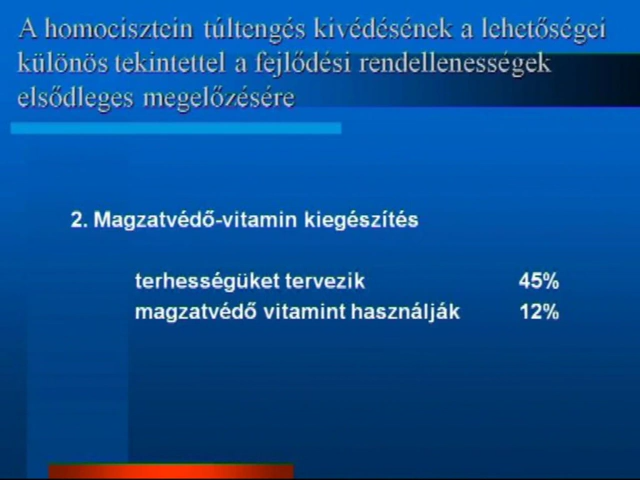 A homocisztein túltengés kivédésének a lehetőségei
különös tekintettel a fejlődési rendellenességek
elsődleges megelőzésére
2. Magzatvédő-vitamin kiegészítés
terhességüket tervezik 45%
magzatvédő vitamint használják 12%